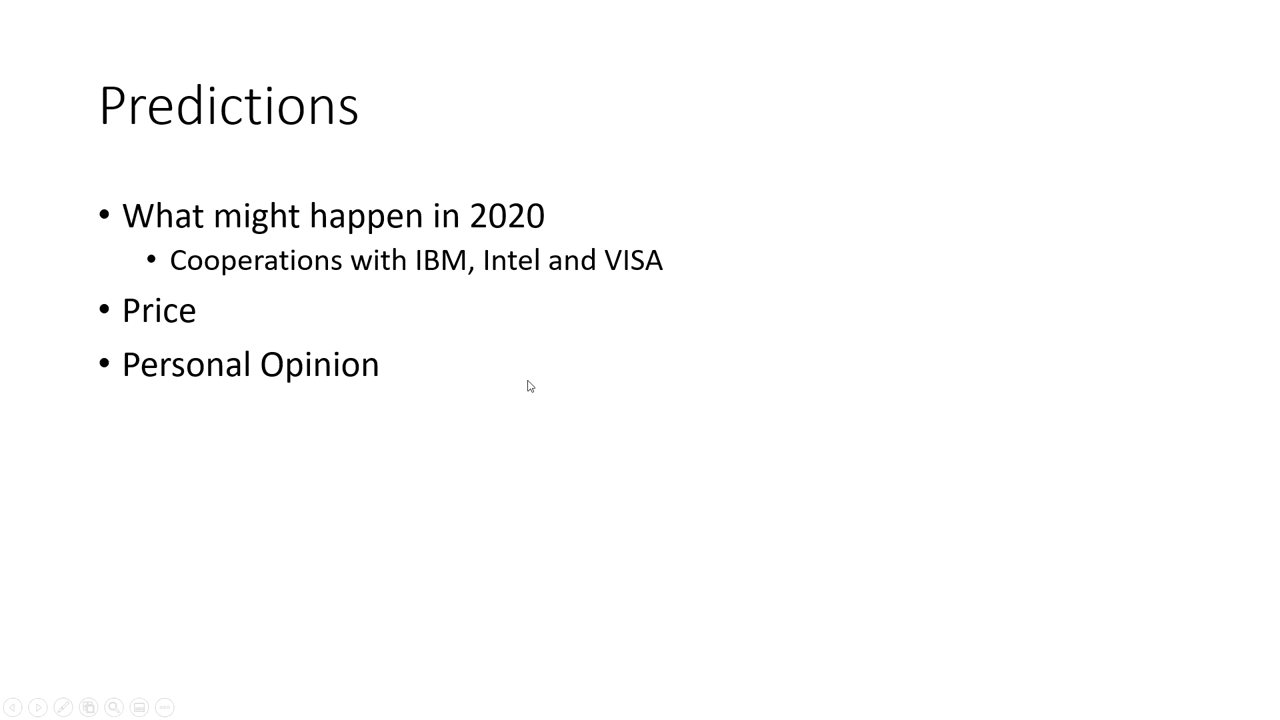 Predictions
• What might happen in 2020
• Cooperations with IBM, Intel and VISA
• Price
• Personal Opinion